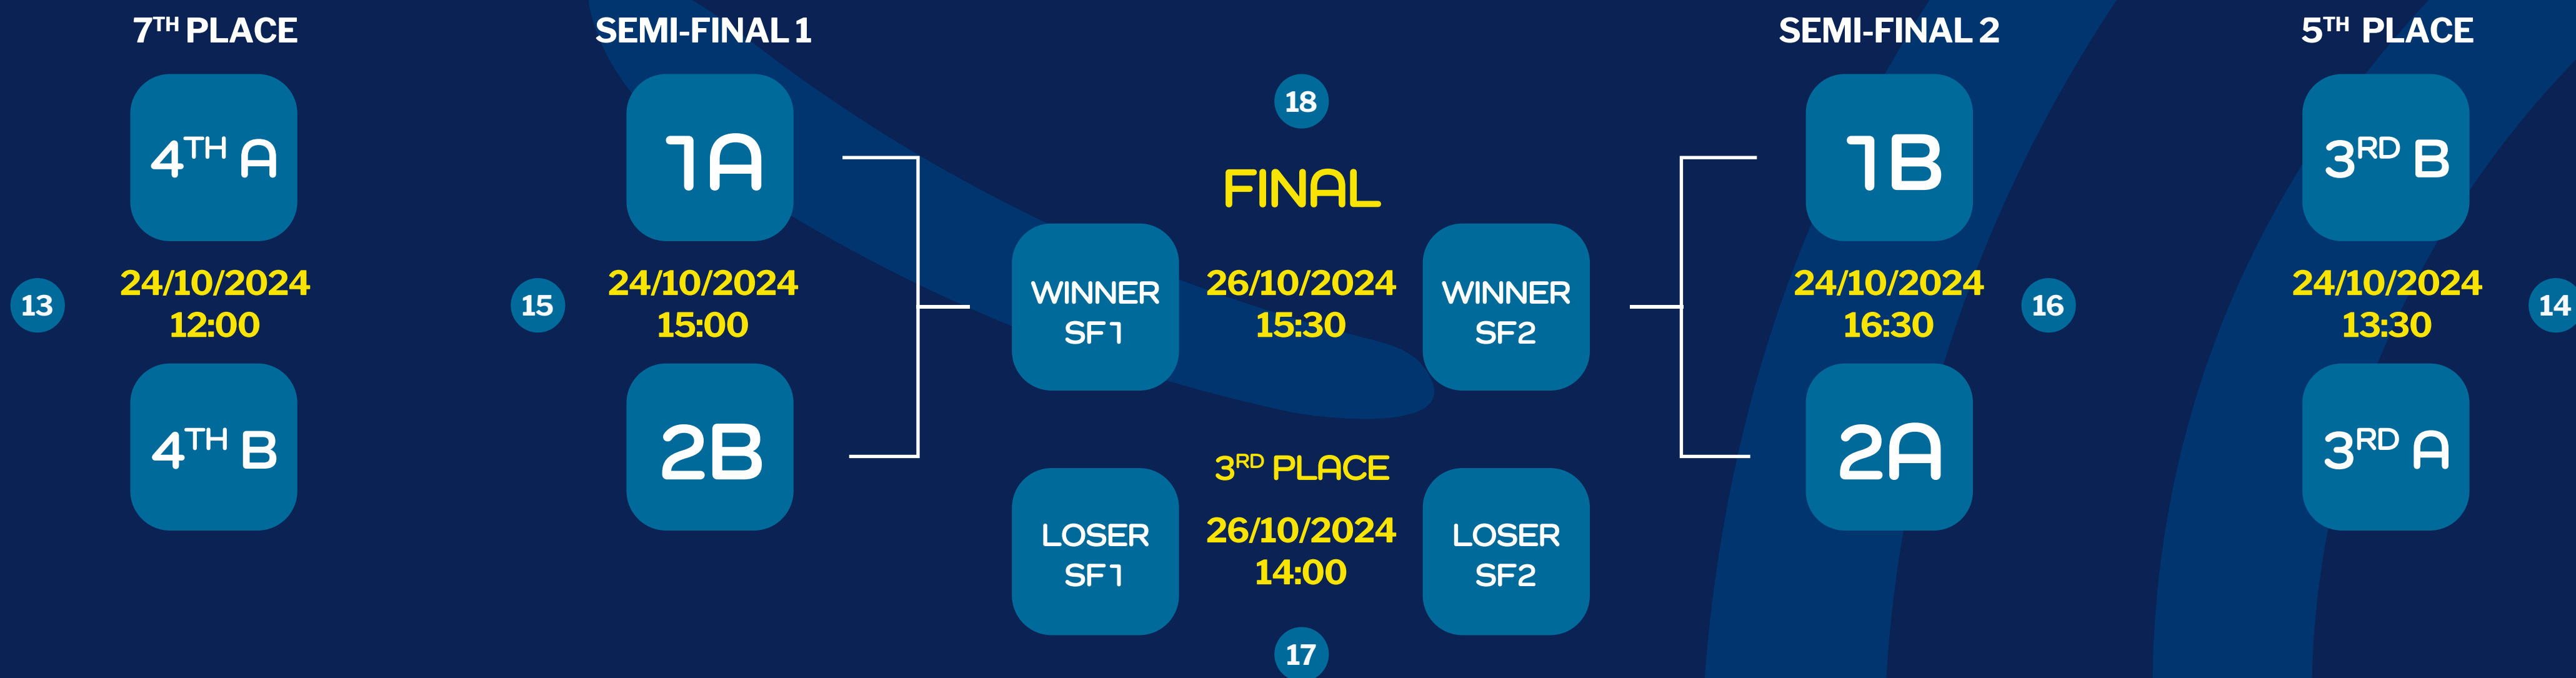 7TH PLACE
4TH A
13
24/10/2024
12:00
4TH B
SEMI-FINAL 1
1A
15
24/10/2024
15:00
2B
18
FINAL
WINNER
SF1
26/10/2024
15:30
WINNER
SF2
3RD PLACE
LOSER
SF1
26/10/2024
14:00
LOSER
SF2
17
SEMI-FINAL 2
1B
24/10/2024
16:30
16
2A
5TH PLACE
3RD B
24/10/2024
13:30
14
3RD A